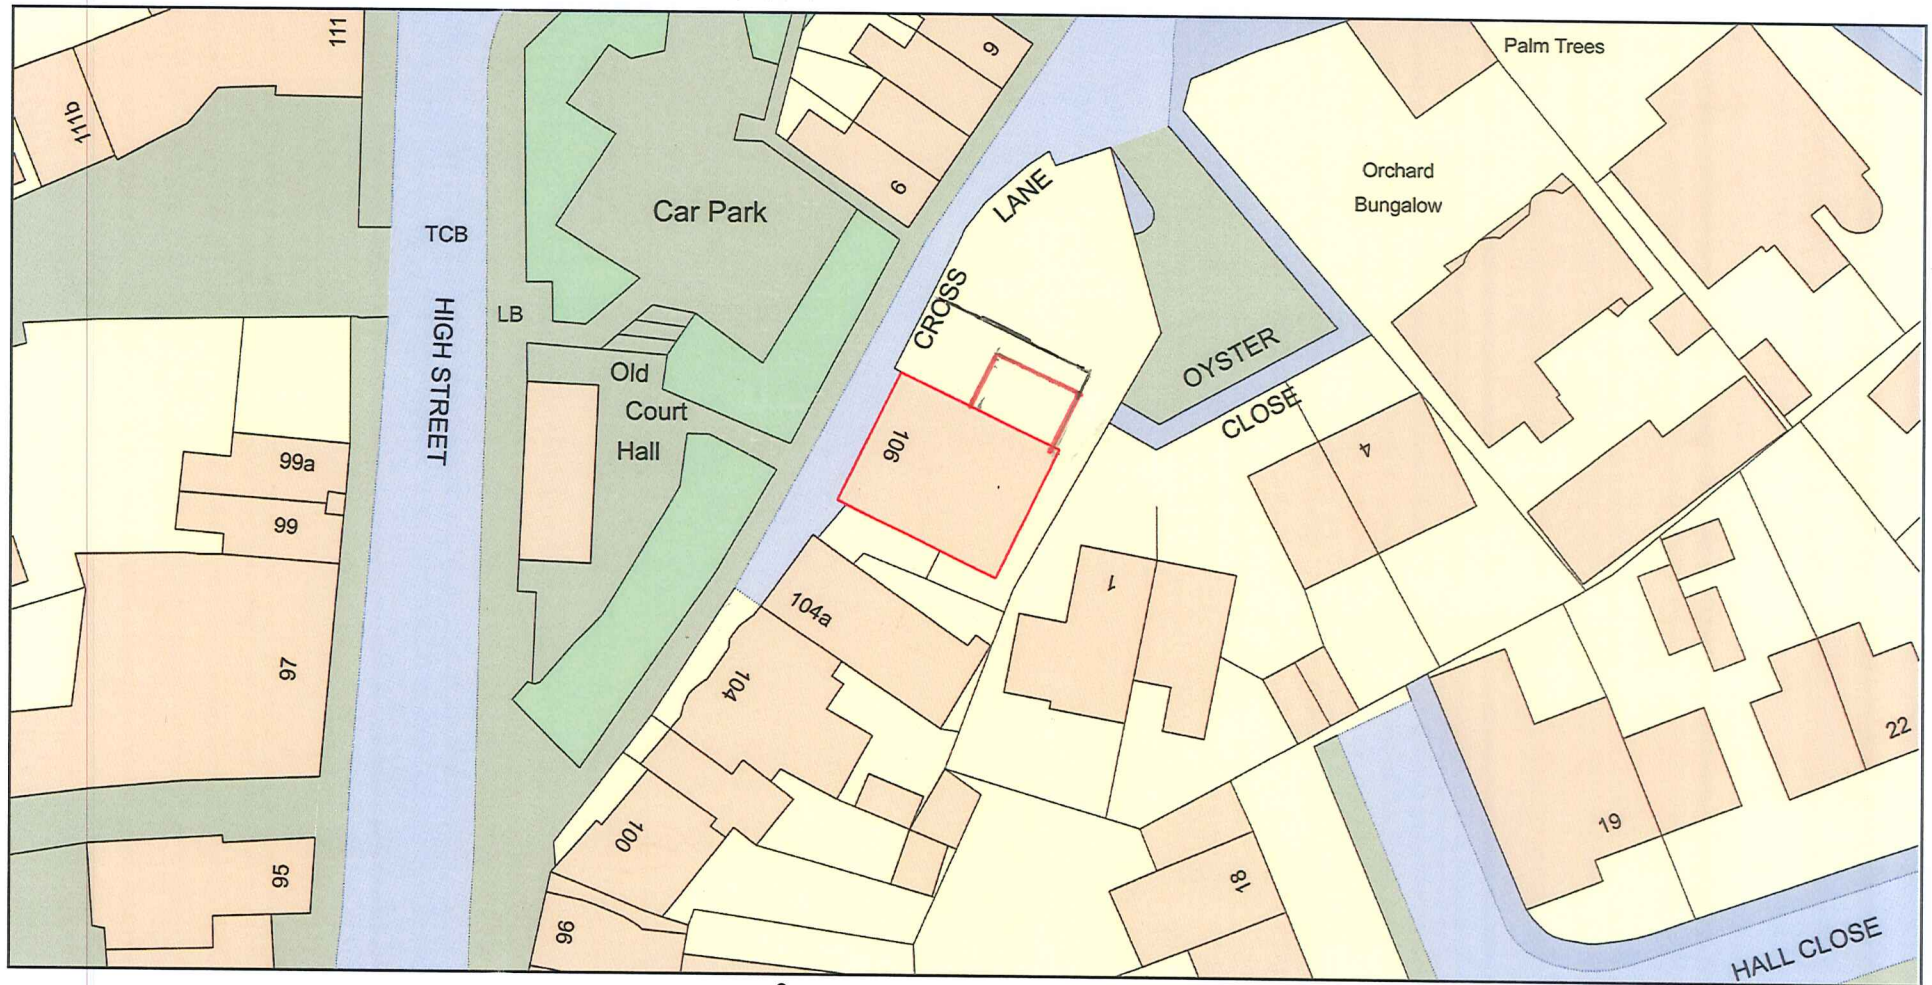 111
111b
6
Palm Trees
Orchard
Bungalow
Car Park
9
LANE
TCB
HIGH STREET
LB
CROSS
OYSTER
CLOSE
Old
Court
Hall
106
4
99a
99
1
104a
104
97
22
19
100
18
95
96
HALL CLOSE